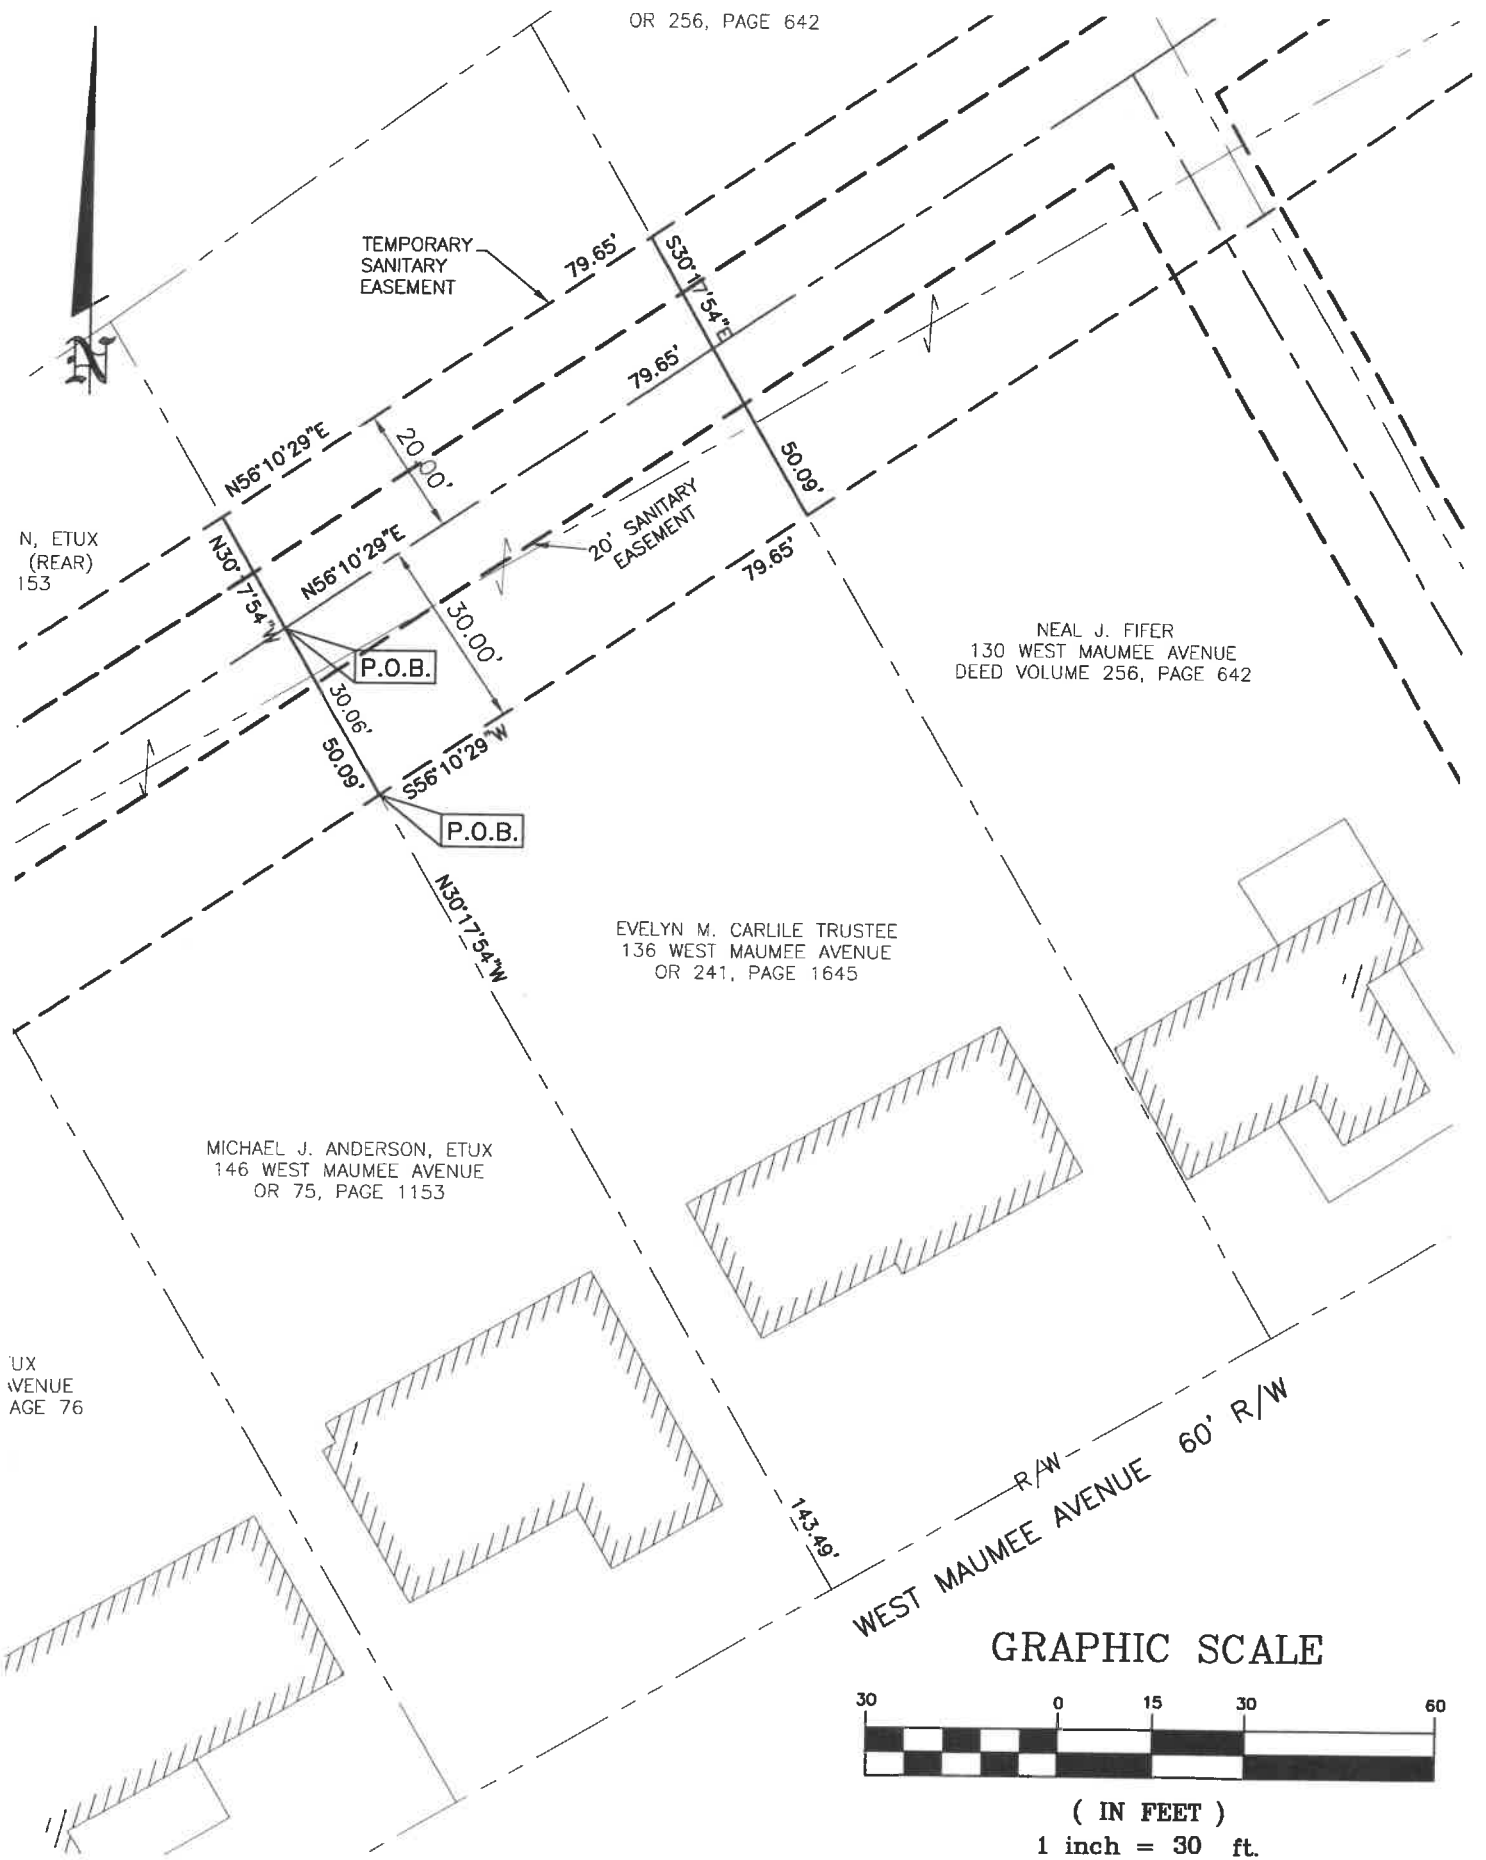 OR 256, PAGE 642
TEMPORARY
SANITARY
EASEMENT
79.65'
S30°17'54"E
79.65'
N
N56°10'29"E
20.00'
N56°10'29"E
20' SANITARY
EASEMENT
50.09'
79.65'
N, ETUX
(REAR)
153
N30°17'54"W
30.00'
P.O.B.
30.06'
50.09'
S56°10'29"W
P.O.B.
NEAL J. FIFER
130 WEST MAUMEE AVENUE
DEED VOLUME 256, PAGE 642
N30°17'54"W
EVELYN M. CARLILE TRUSTEE
136 WEST MAUMEE AVENUE
OR 241, PAGE 1645
MICHAEL J. ANDERSON, ETUX
146 WEST MAUMEE AVENUE
OR 75, PAGE 1153
UX
VENUE
AGE 76
143.49'
R/W
WEST MAUMEE AVENUE 60' R/W
GRAPHIC SCALE
30 0 15 30 60
( IN FEET )
1 inch = 30 ft.